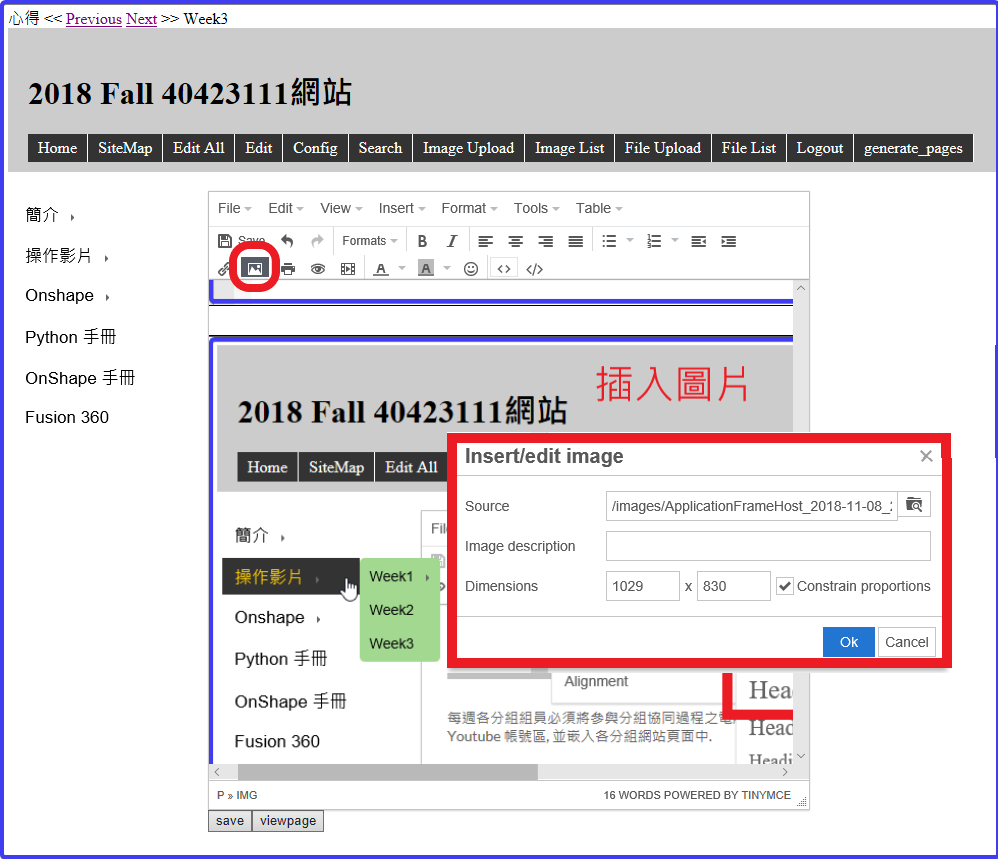 心得 << Previous Next >> Week3
2018 Fall 40423111網站
Home SiteMap Edit All Edit Config Search Image Upload Image List File Upload File List Logout generate_pages
簡介
操作影片
Onshape
Python 手冊
OnShape 手冊
Fusion 360
File Edit View Insert Format Tools Table
Save Formats B I
A A
插入圖片
2018 Fall 40423111網站
Home SiteMap Edit All
簡介
操作影片
Week1
Week2
Week3
Onshape
Python 手冊
OnShape 手冊
Fusion 360
Insert/edit image
Source /images/ApplicationFrameHost_2018-11-08_
Image description
Dimensions 1029 x 830 Constrain proportions
Ok Cancel
Alignment
每週各分組組員必須將參與分組協同過程之
Youtube 帳號區, 並嵌入各分組網站頁面中.
P » IMG
16 WORDS POWERED BY TINYMCE
save viewpage